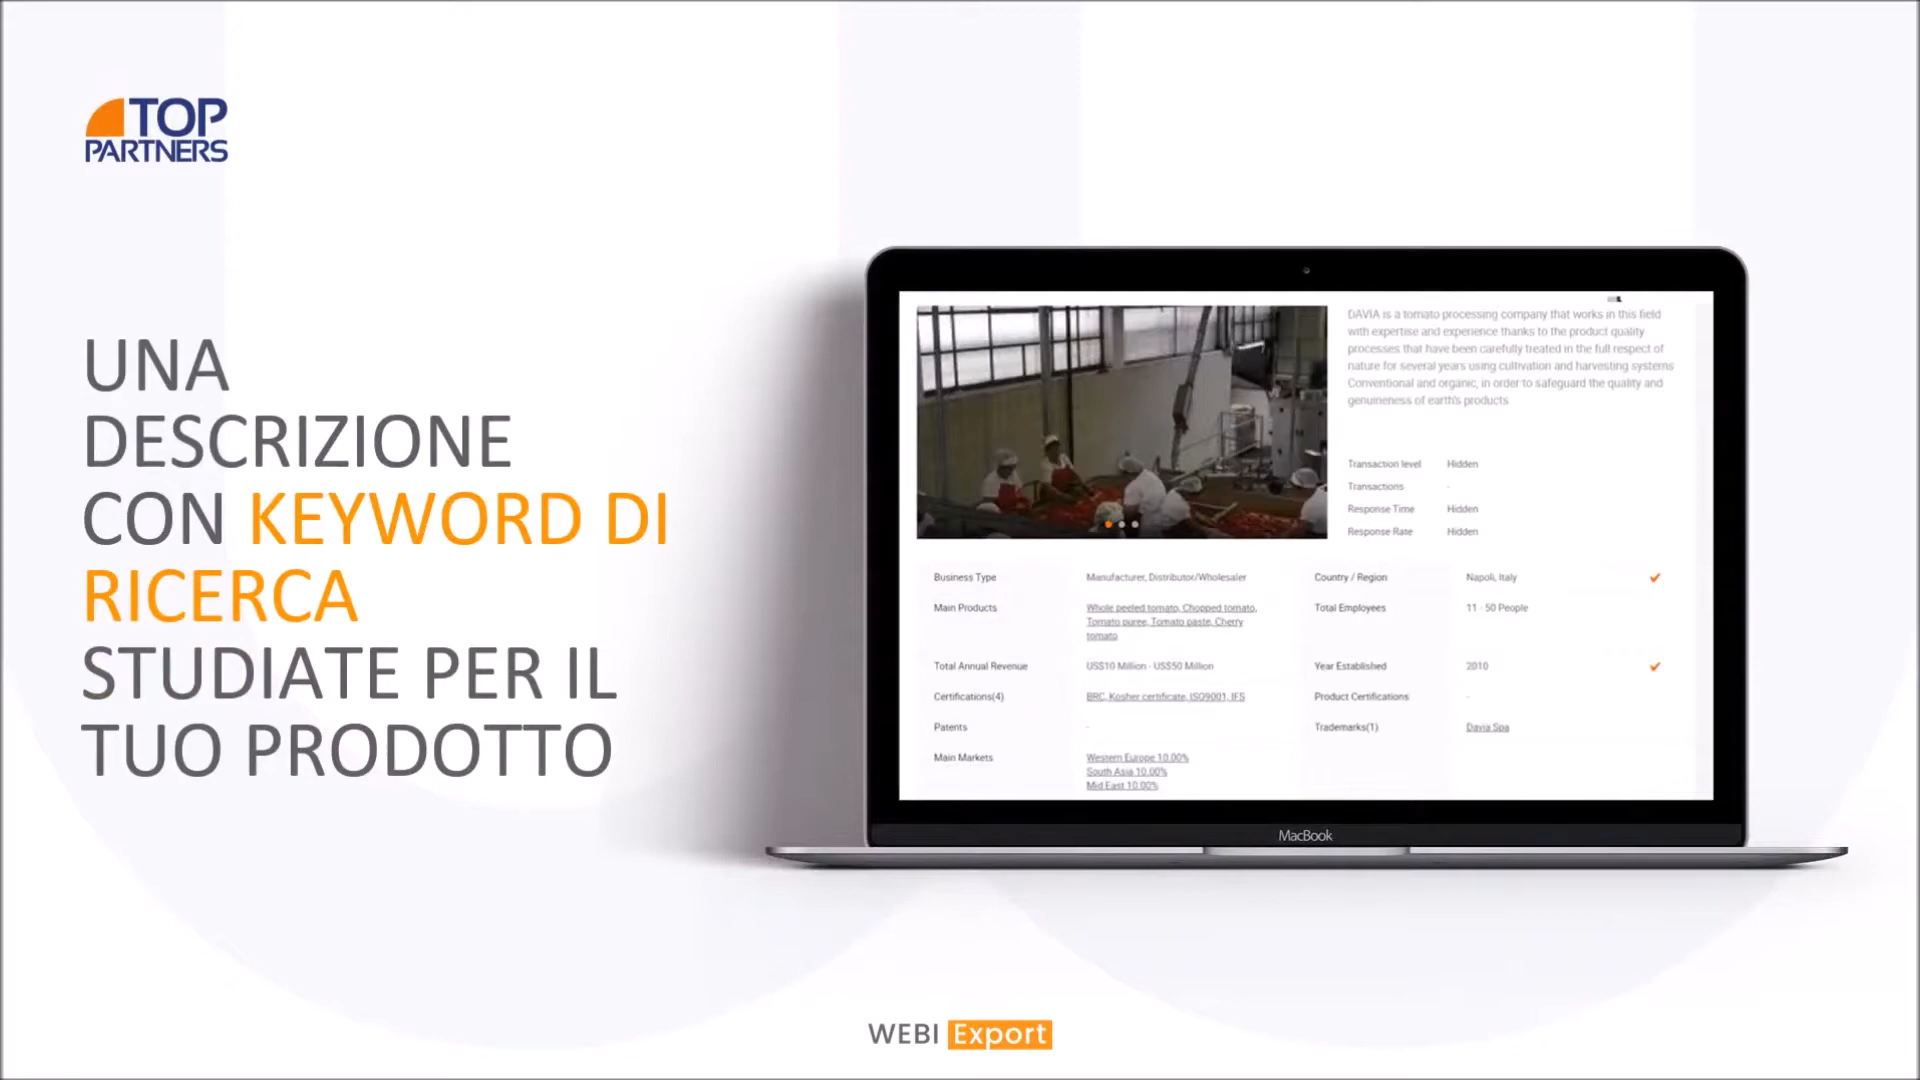 TOP
PARTNERS
UNA
DESCRIZIONE
CON KEYWORD DI
RICERCA
STUDIATE PER IL
TUO PRODOTTO
DAVIA is a tomato processing company that works in this field
with expertise and experience thanks to the product quality
processes that have been carefully treated in the full respect of
nature for several years using cultivation and harvesting systems
Conventional and organic, in order to safeguard the quality and
genuineness of earth's products
Transaction level Hidden
Transactions -
Response Time Hidden
Response Rate Hidden
Business Type Manufacturer, Distributor/Wholesaler Country / Region Napoli, Italy
Main Products Whole peeled tomato, Chopped tomato, Total Employees 11 - 50 People
Tomato puree, Tomato paste, Cherry
tomato
Total Annual Revenue US$10 Million - US$50 Million Year Established 2010
Certifications(4) BRC, Kosher certificate, ISO9001, IFS Product Certifications -
Patents - Trademarks(1) Davia Spa
Main Markets Western Europe 10.00%
South Asia 10.00%
Mid East 10.00%
MacBook
WEBI Export